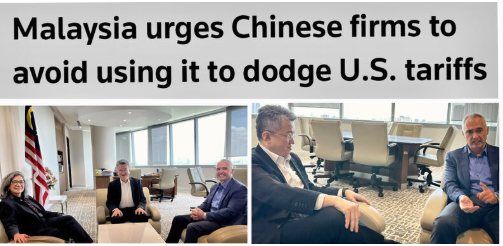 Malaysia urges Chinese firms to
avoid using it to dodge U.S. tariffs